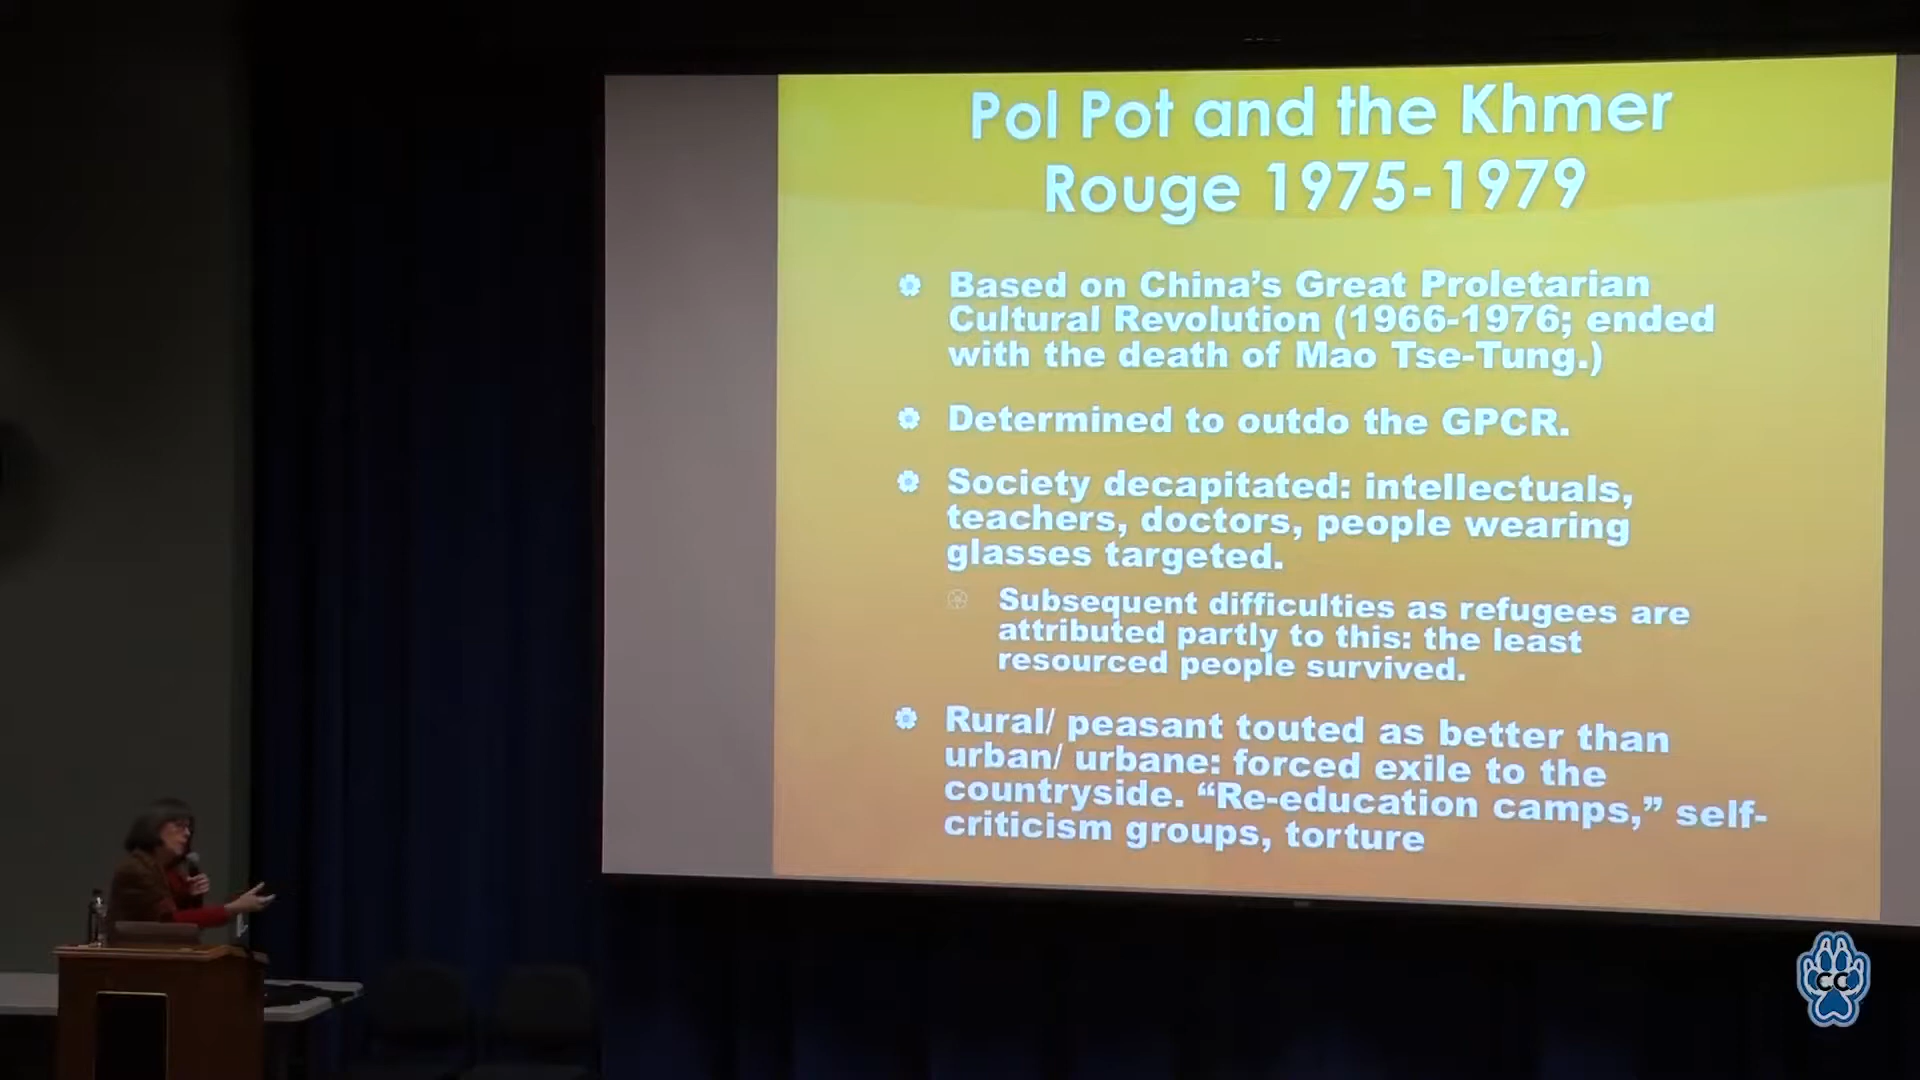 Pol Pot and the Khmer
Rouge 1975-1979
Based on China's Great Proletarian
Cultural Revolution (1966-1976; ended
with the death of Mao Tse-Tung.)
Determined to outdo the GPCR.
Society decapitated: intellectuals,
teachers, doctors, people wearing
glasses targeted.
Subsequent difficulties as refugees are
attributed partly to this: the least
resourced people survived.
Rural/ peasant touted as better than
urban/ urbane: forced exile to the
countryside. “Re-education camps,” self-
criticism groups, torture
CC